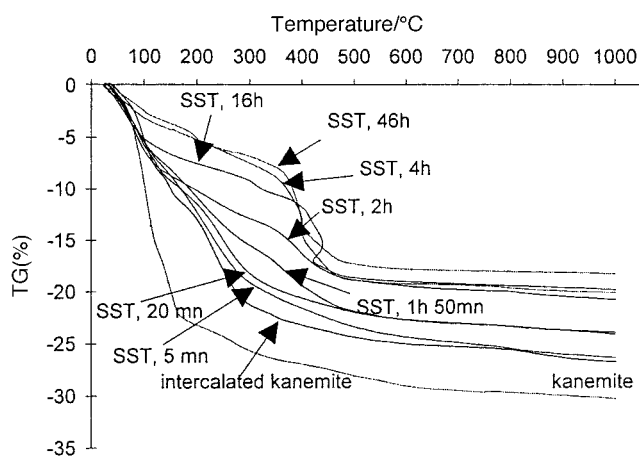 Temperature/°C
0 100 200 300 400 500 600 700 800 900 1000
0
-5
-10
-15
-20
-25
-30
-35
TG(%)
SST, 16h
SST, 46h
SST, 4h
SST, 2h
SST, 1h 50mn
SST, 20 mn
SST, 5 mn
intercalated kanemite
kanemite